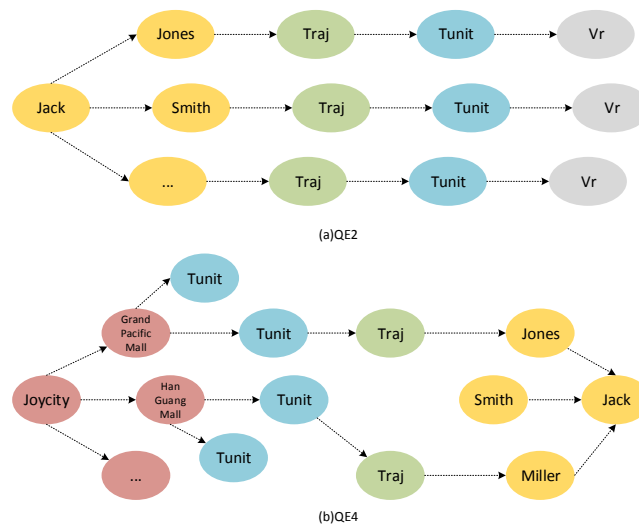 Jones Traj Tunit Vr
Jack Smith Traj Tunit Vr
... Traj Tunit Vr
(a)QE2
Tunit
Grand
Pacific
Mall
Tunit Traj Jones
Joycity
Han
Guang
Mall
Tunit Smith Jack
Tunit
... Traj Miller
(b)QE4